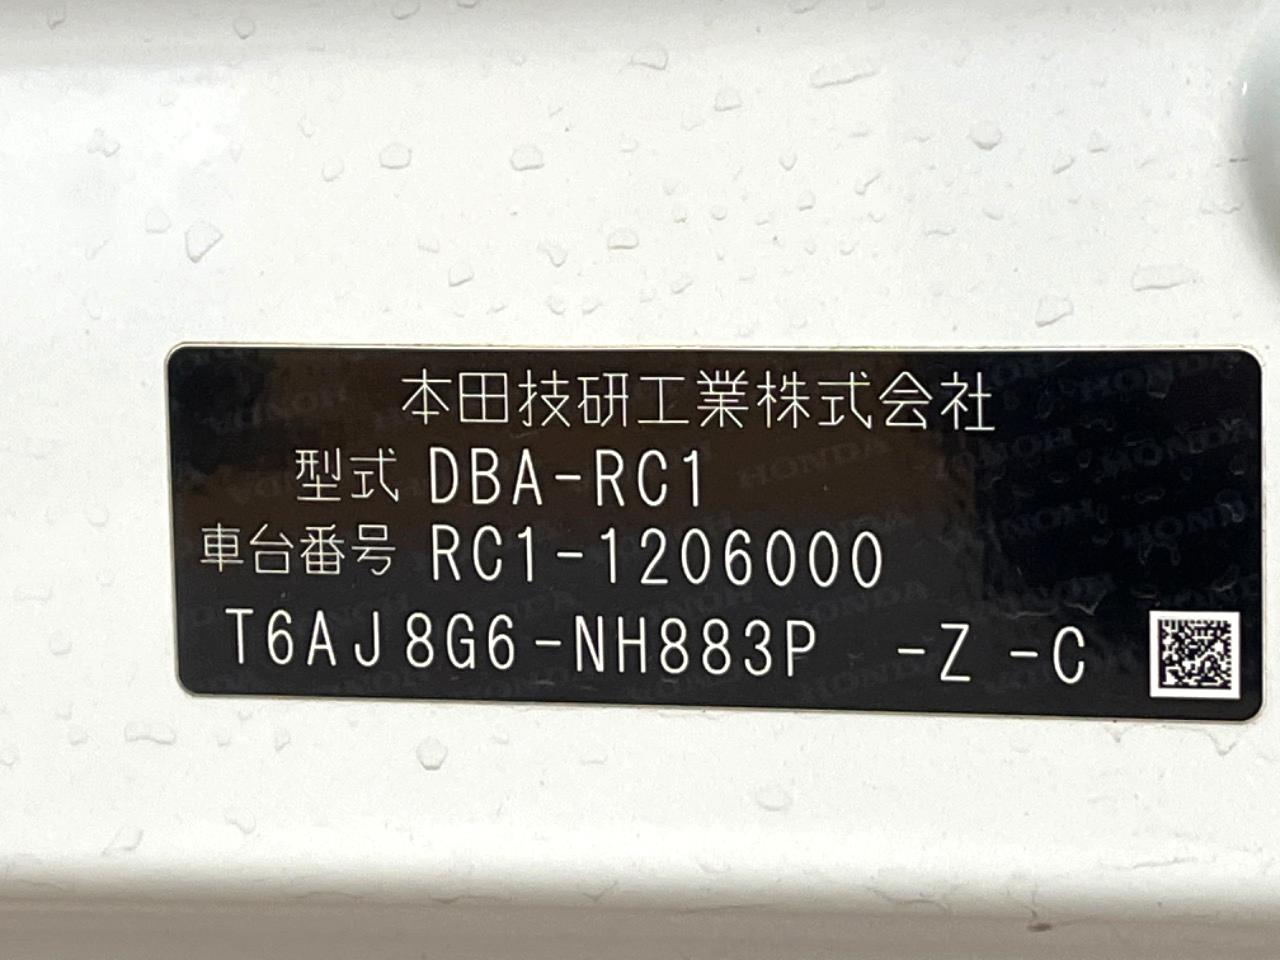 本田技研工業株式会社
型式 DBA-RC1
車台番号 RC1-1206000
T6AJ8G6-NH883P -Z -C